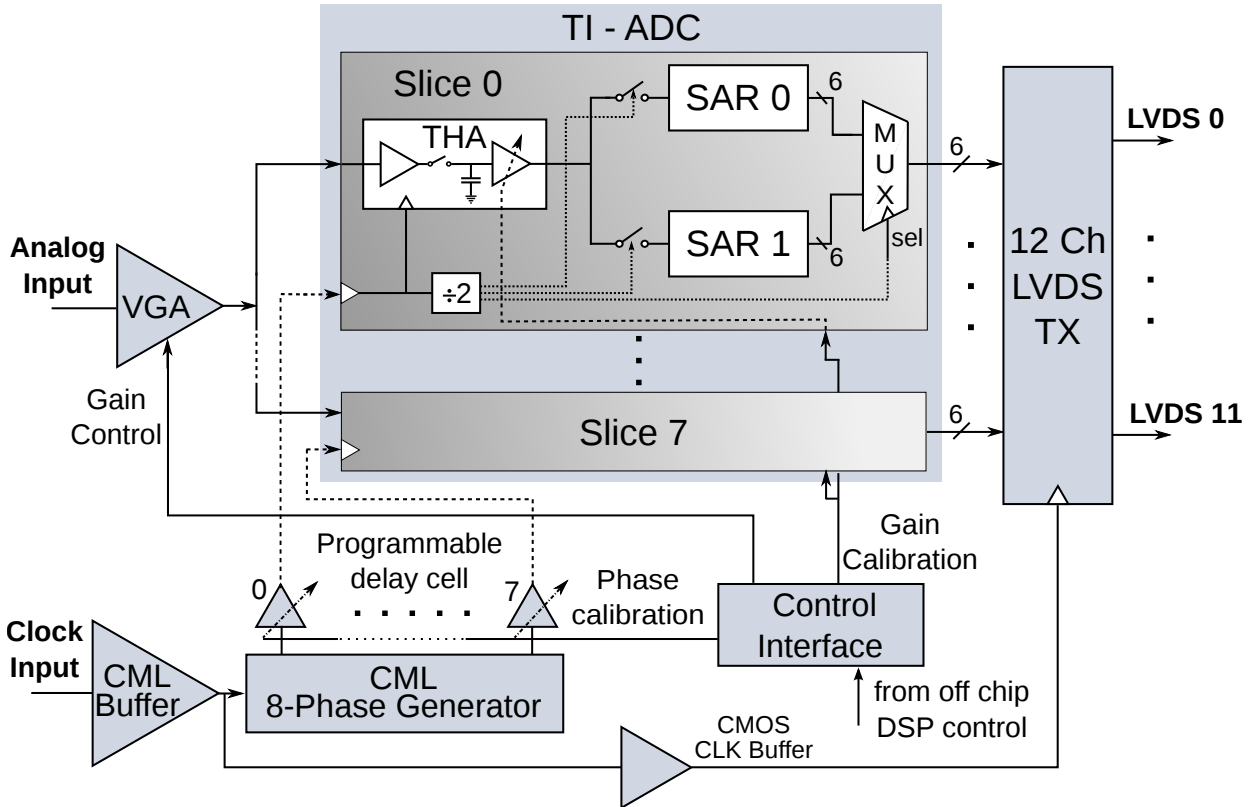 TI - ADC
Slice 0
THA
SAR 0
6
SAR 1
6
M
U
X
sel
÷2
6
12 Ch
LVDS
TX
LVDS 0
LVDS 11
Analog
Input
VGA
Gain
Control
Slice 7
6
Programmable
delay cell
0
7
Phase
calibration
Gain
Calibration
Control
Interface
from off chip
DSP control
Clock
Input
CML
Buffer
CML
8-Phase Generator
CMOS
CLK Buffer